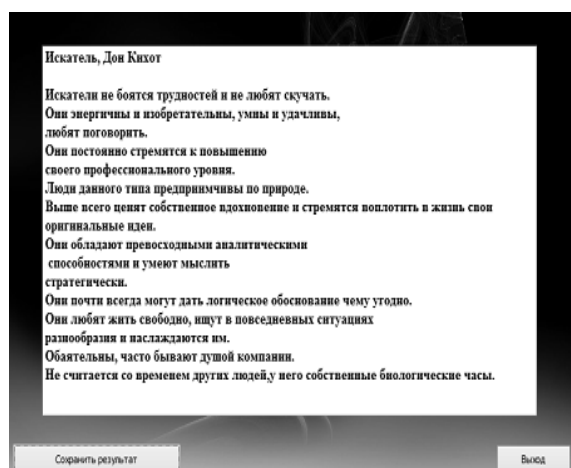 Искатель, Дон Кихот
Искатели не боятся трудностей и не любят скучать.
Они энергичны и изобретательны, умны и удачливы,
любят поговорить.
Они постоянно стремятся к повышению
своего профессионального уровня.
Люди данного типа предприимчивы по природе.
Выше всего ценят собственное вдохновение и стремятся воплотить в жизнь свои
оригинальные идеи.
Они обладают превосходными аналитическими
способностями и умеют мыслить
стратегически.
Они почти всегда могут дать логическое обоснование чему угодно.
Они любят жить свободно, ищут в повседневных ситуациях
разнообразия и наслаждаются им.
Обаятельны, часто бывают душой компании.
Не считается со временем других людей,у него собственные биологические часы.
Сохранить результат
Выход